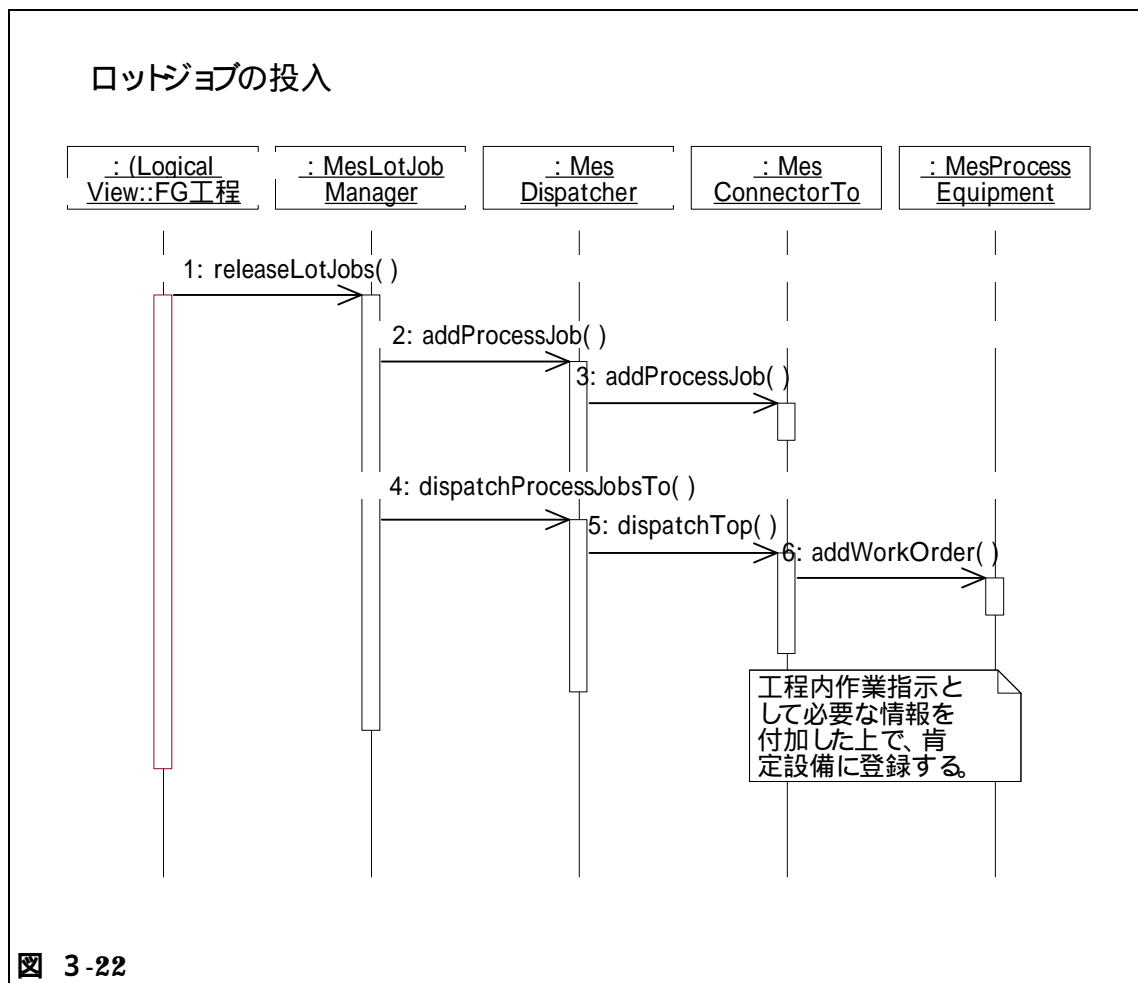 ロットジョブの投入
: (Logical
View::FG工程
: MesLotJob
Manager
: Mes
Dispatcher
: Mes
ConnectorTo
: MesProcess
Equipment
1: releaseLotJobs( )
2: addProcessJob( )
3: addProcessJob( )
4: dispatchProcessJobsTo( )
5: dispatchTop( )
6: addWorkOrder( )
工程内作業指示と
して必要な情報を
付加した上で、肯
定設備に登録する。
図 3-22